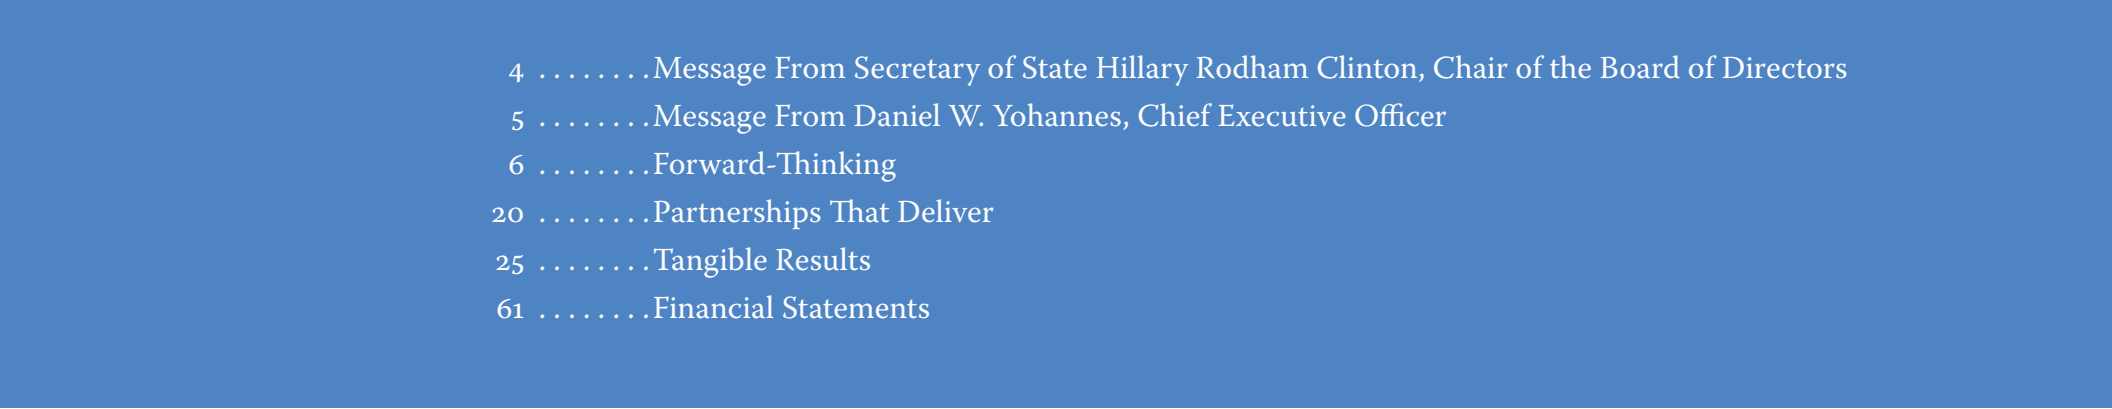 4 ........Message From Secretary of State Hillary Rodham Clinton, Chair of the Board of Directors
5 ........Message From Daniel W. Yohannes, Chief Executive Officer
6 ........Forward-Thinking
20 ........Partnerships That Deliver
25 ........Tangible Results
61 ........Financial Statements